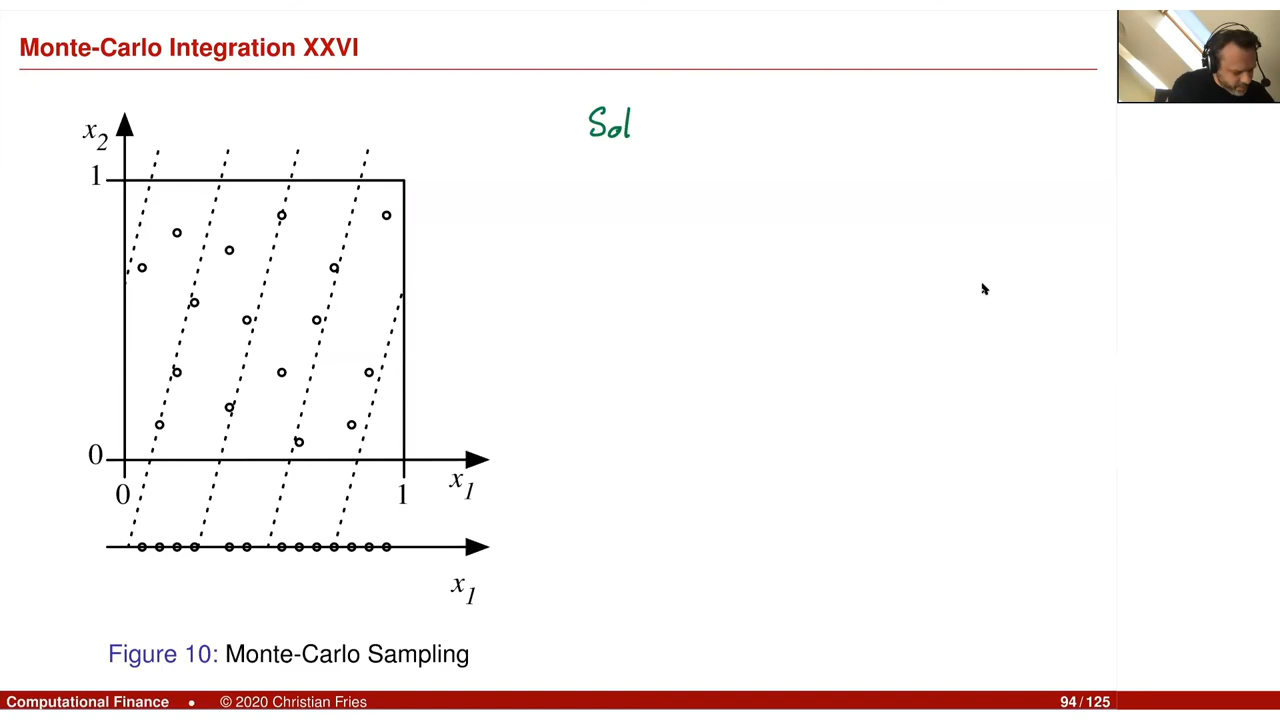 Monte-Carlo Integration XXVI
Sol
x2
1
0
0
1
x1
x1
Figure 10: Monte-Carlo Sampling
Computational Finance • © 2020 Christian Fries 94 / 125